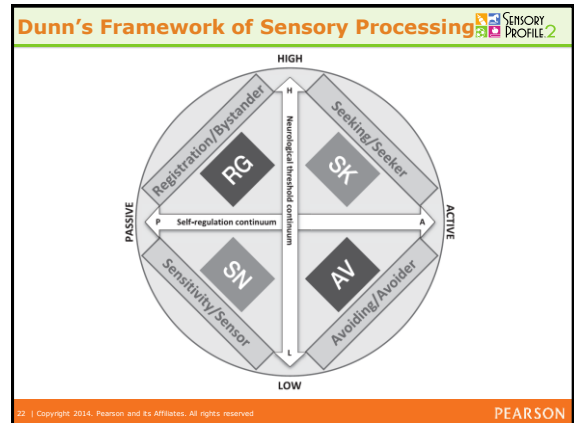 Dunn's Framework of Sensory Processing
SENSORY
PROFILE 2
HIGH
H
Registration/Bystander
Seeking/Seeker
RG
SK
Neurological threshold continuum
PASSIVE
P
Self-regulation continuum
A
ACTIVE
SN
AV
Sensitivity/Sensor
Avoiding/Avoider
L
LOW
22 | Copyright 2014. Pearson and its Affiliates. All rights reserved
PEARSON